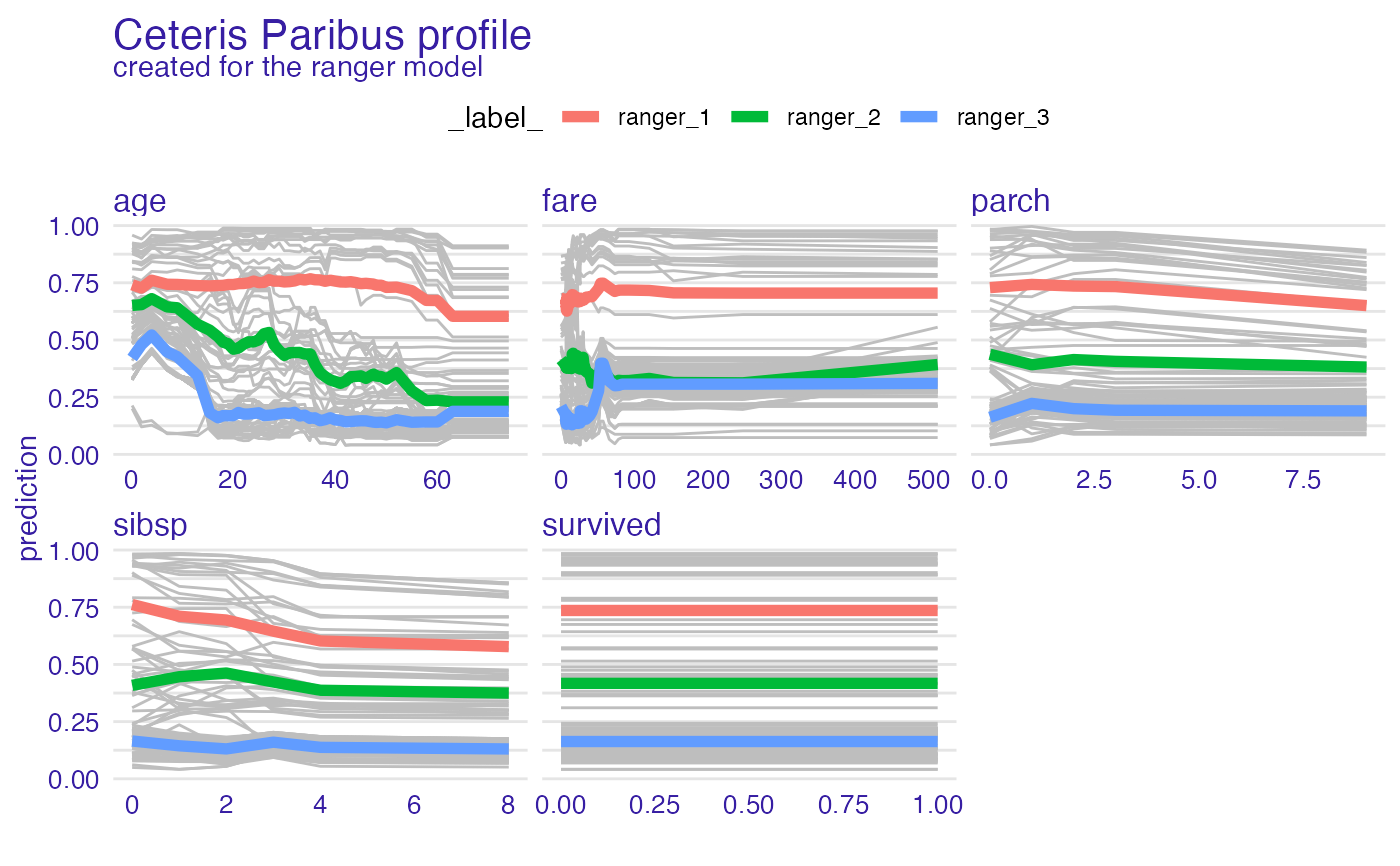 Ceteris Paribus profile
created for the ranger model
_label_ ranger_1 ranger_2 ranger_3
age fare parch
1.00
0.75
0.50
0.25
0.00
0 20 40 60 0 100 200 300 400 500 0.0 2.5 5.0 7.5
prediction
sibsp survived
1.00
0.75
0.50
0.25
0.00
0 2 4 6 8 0.00 0.25 0.50 0.75 1.00